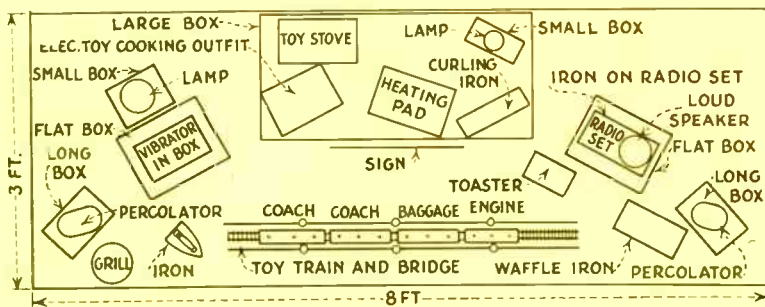 LARGE BOX
ELEC.TOY COOKING OUTFIT
TOY STOVE
LAMP
SMALL BOX
CURLING
IRON
HEATING
PAD
SMALL BOX
LAMP
FLAT BOX
VIBRATOR
IN BOX
LONG
BOX
PERCOLATOR
GRILL
IRON
SIGN
IRON ON RADIO SET
LOUD
SPEAKER
RADIO
SET
FLAT BOX
LONG
BOX
TOASTER
COACH
COACH
BAGGAGE
ENGINE
TOY TRAIN AND BRIDGE
WAFFLE IRON
PERCOLATOR
3 FT.
8 FT